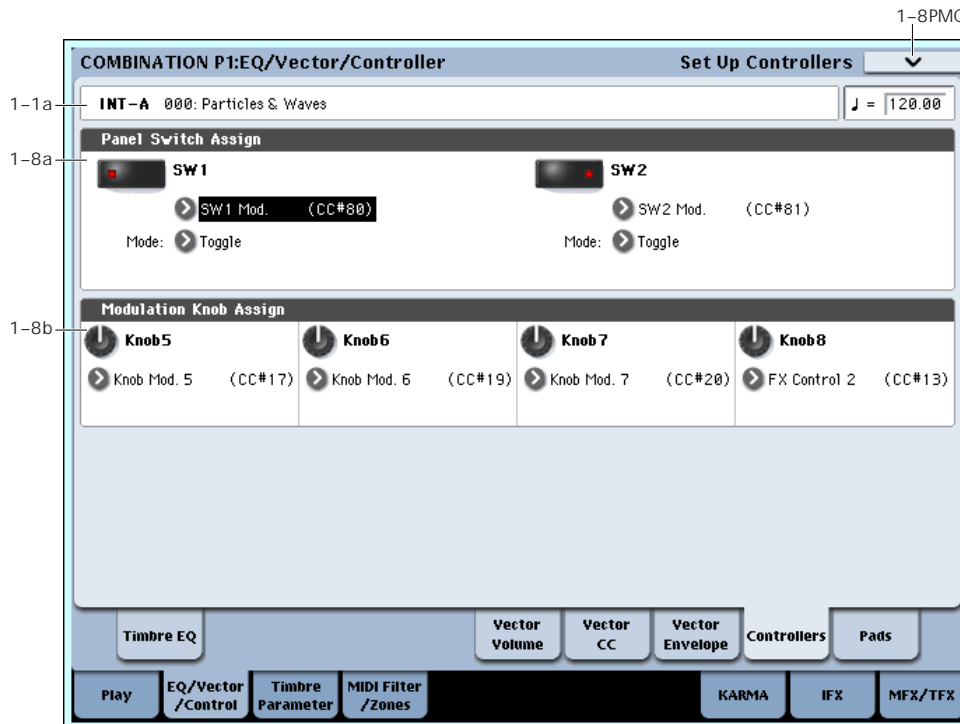 1–8PMC
COMBINATION P1:EQ/Vector/Controller Set Up Controllers
1–1a INT–A 000: Particles & Waves ♩ = 120.00
Panel Switch Assign
1–8a SW1 SW2
SW1 Mod. (CC#80) SW2 Mod. (CC#81)
Mode: Toggle Mode: Toggle
Modulation Knob Assign
1–8b Knob5 Knob6 Knob7 Knob8
Knob Mod. 5 (CC#17) Knob Mod. 6 (CC#19) Knob Mod. 7 (CC#20) FX Control 2 (CC#13)
Timbre EQ Vector Volume Vector CC Vector Envelope Controllers Pads
Play EQ/Vector /Control Timbre Parameter MIDI Filter /Zones KARMA IFX MFX/TFX